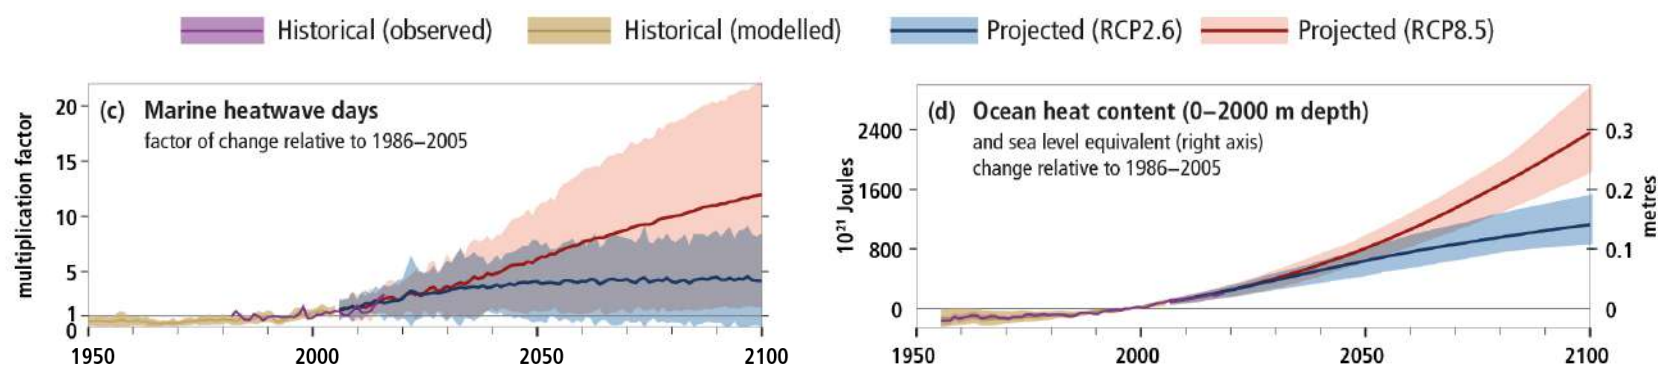 Historical (observed) Historical (modelled) Projected (RCP2.6) Projected (RCP8.5)
(c) Marine heatwave days
factor of change relative to 1986–2005
multiplication factor
20
15
10
5
1
0
1950 2000 2050 2100
(d) Ocean heat content (0–2000 m depth)
and sea level equivalent (right axis)
change relative to 1986–2005
10²¹ Joules
2400
1600
800
0
0.3
0.2
0.1
0
metres
1950 2000 2050 2100